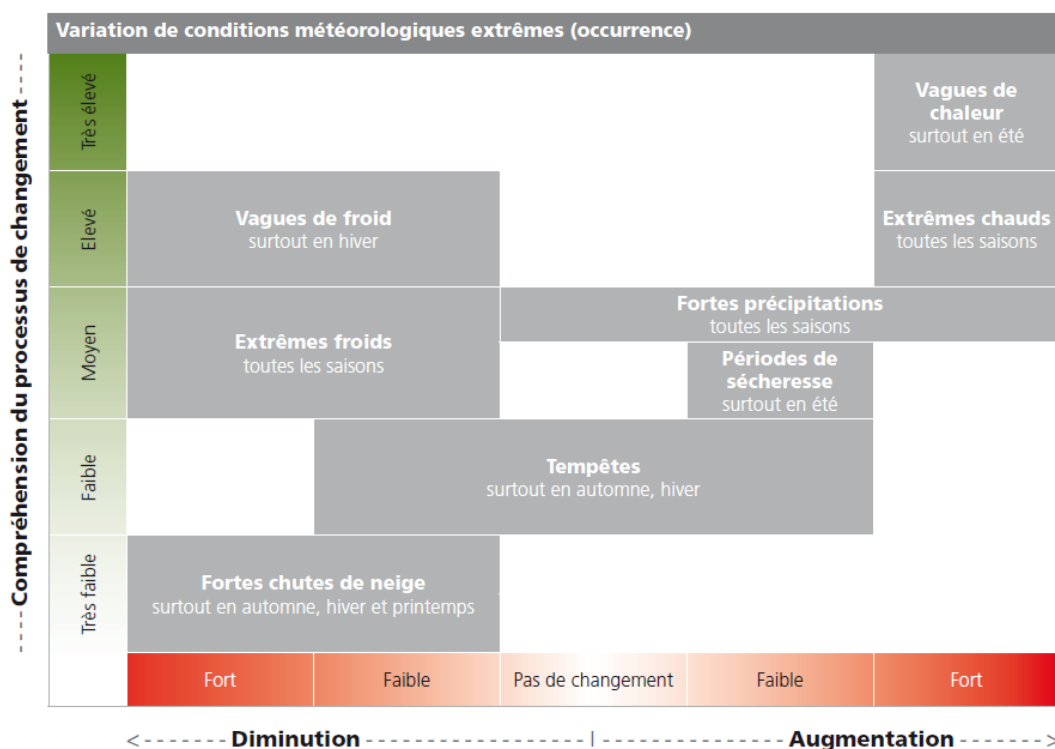 Variation de conditions météorologiques extrêmes (occurrence)
Compréhension du processus de changement
Très élevé
Vagues de
chaleur
surtout en été
Elevé
Vagues de froid
surtout en hiver
Extrêmes chauds
toutes les saisons
Moyen
Extrêmes froids
toutes les saisons
Fortes précipitations
toutes les saisons
Périodes de
sécheresse
surtout en été
Faible
Tempêtes
surtout en automne, hiver
Très faible
Fortes chutes de neige
surtout en automne, hiver et printemps
Fort
Faible
Pas de changement
Faible
Fort
Diminution
Augmentation